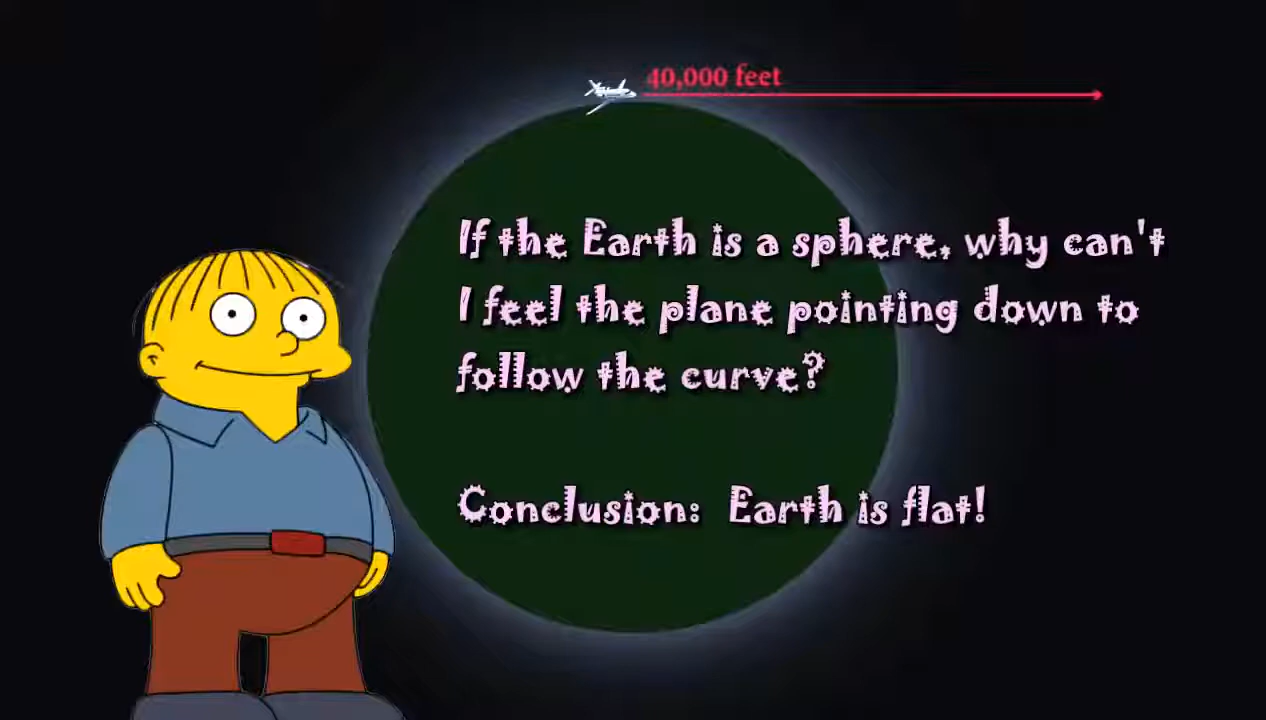 40,000 feet
If the Earth is a sphere, why can't
I feel the plane pointing down to
follow the curve?
Conclusion: Earth is flat!